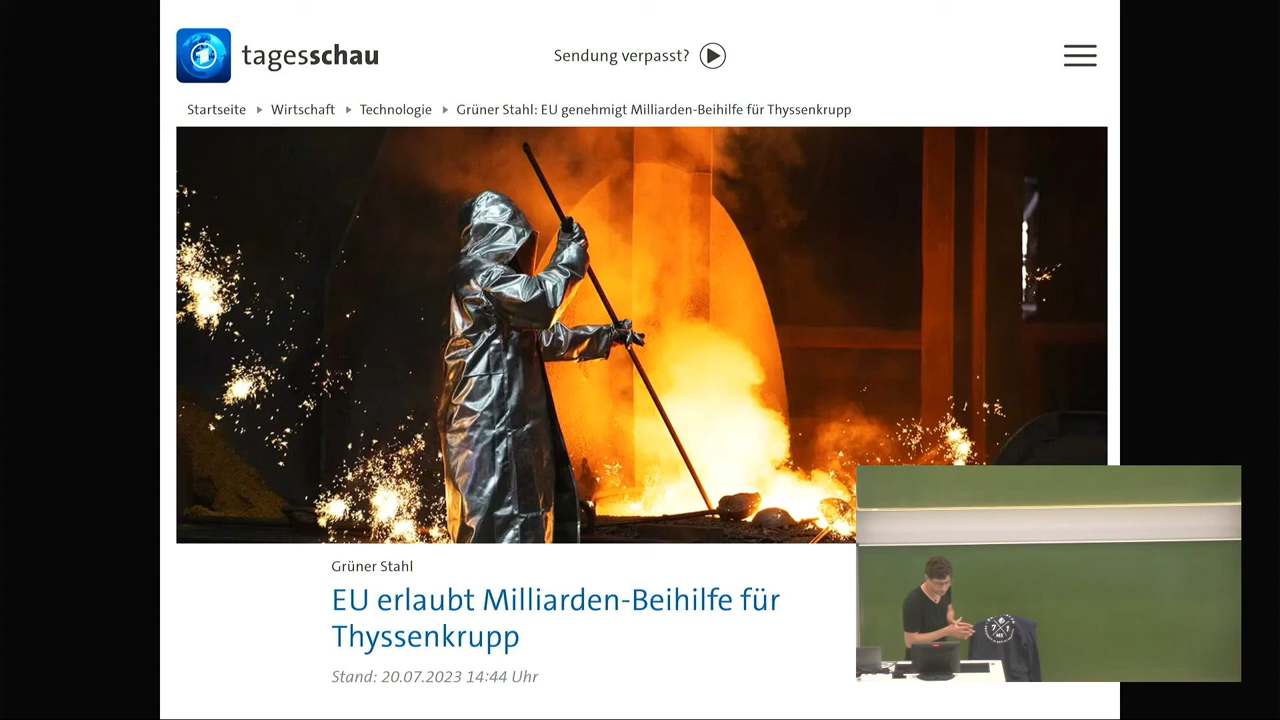 tagesschau
Sendung verpasst?
Startseite Wirtschaft Technologie Grüner Stahl: EU genehmigt Milliarden-Beihilfe für Thyssenkrupp
Grüner Stahl
EU erlaubt Milliarden-Beihilfe für
Thyssenkrupp
Stand: 20.07.2023 14:44 Uhr